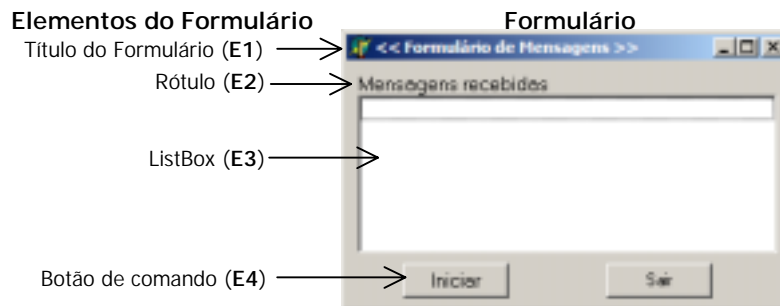 Elementos do Formulário Formulário
Título do Formulário (E1) << Formulário de Mensagens >>
Rótulo (E2) Mensagens recebidas
ListBox (E3)
Botão de comando (E4) Iniciar Sair